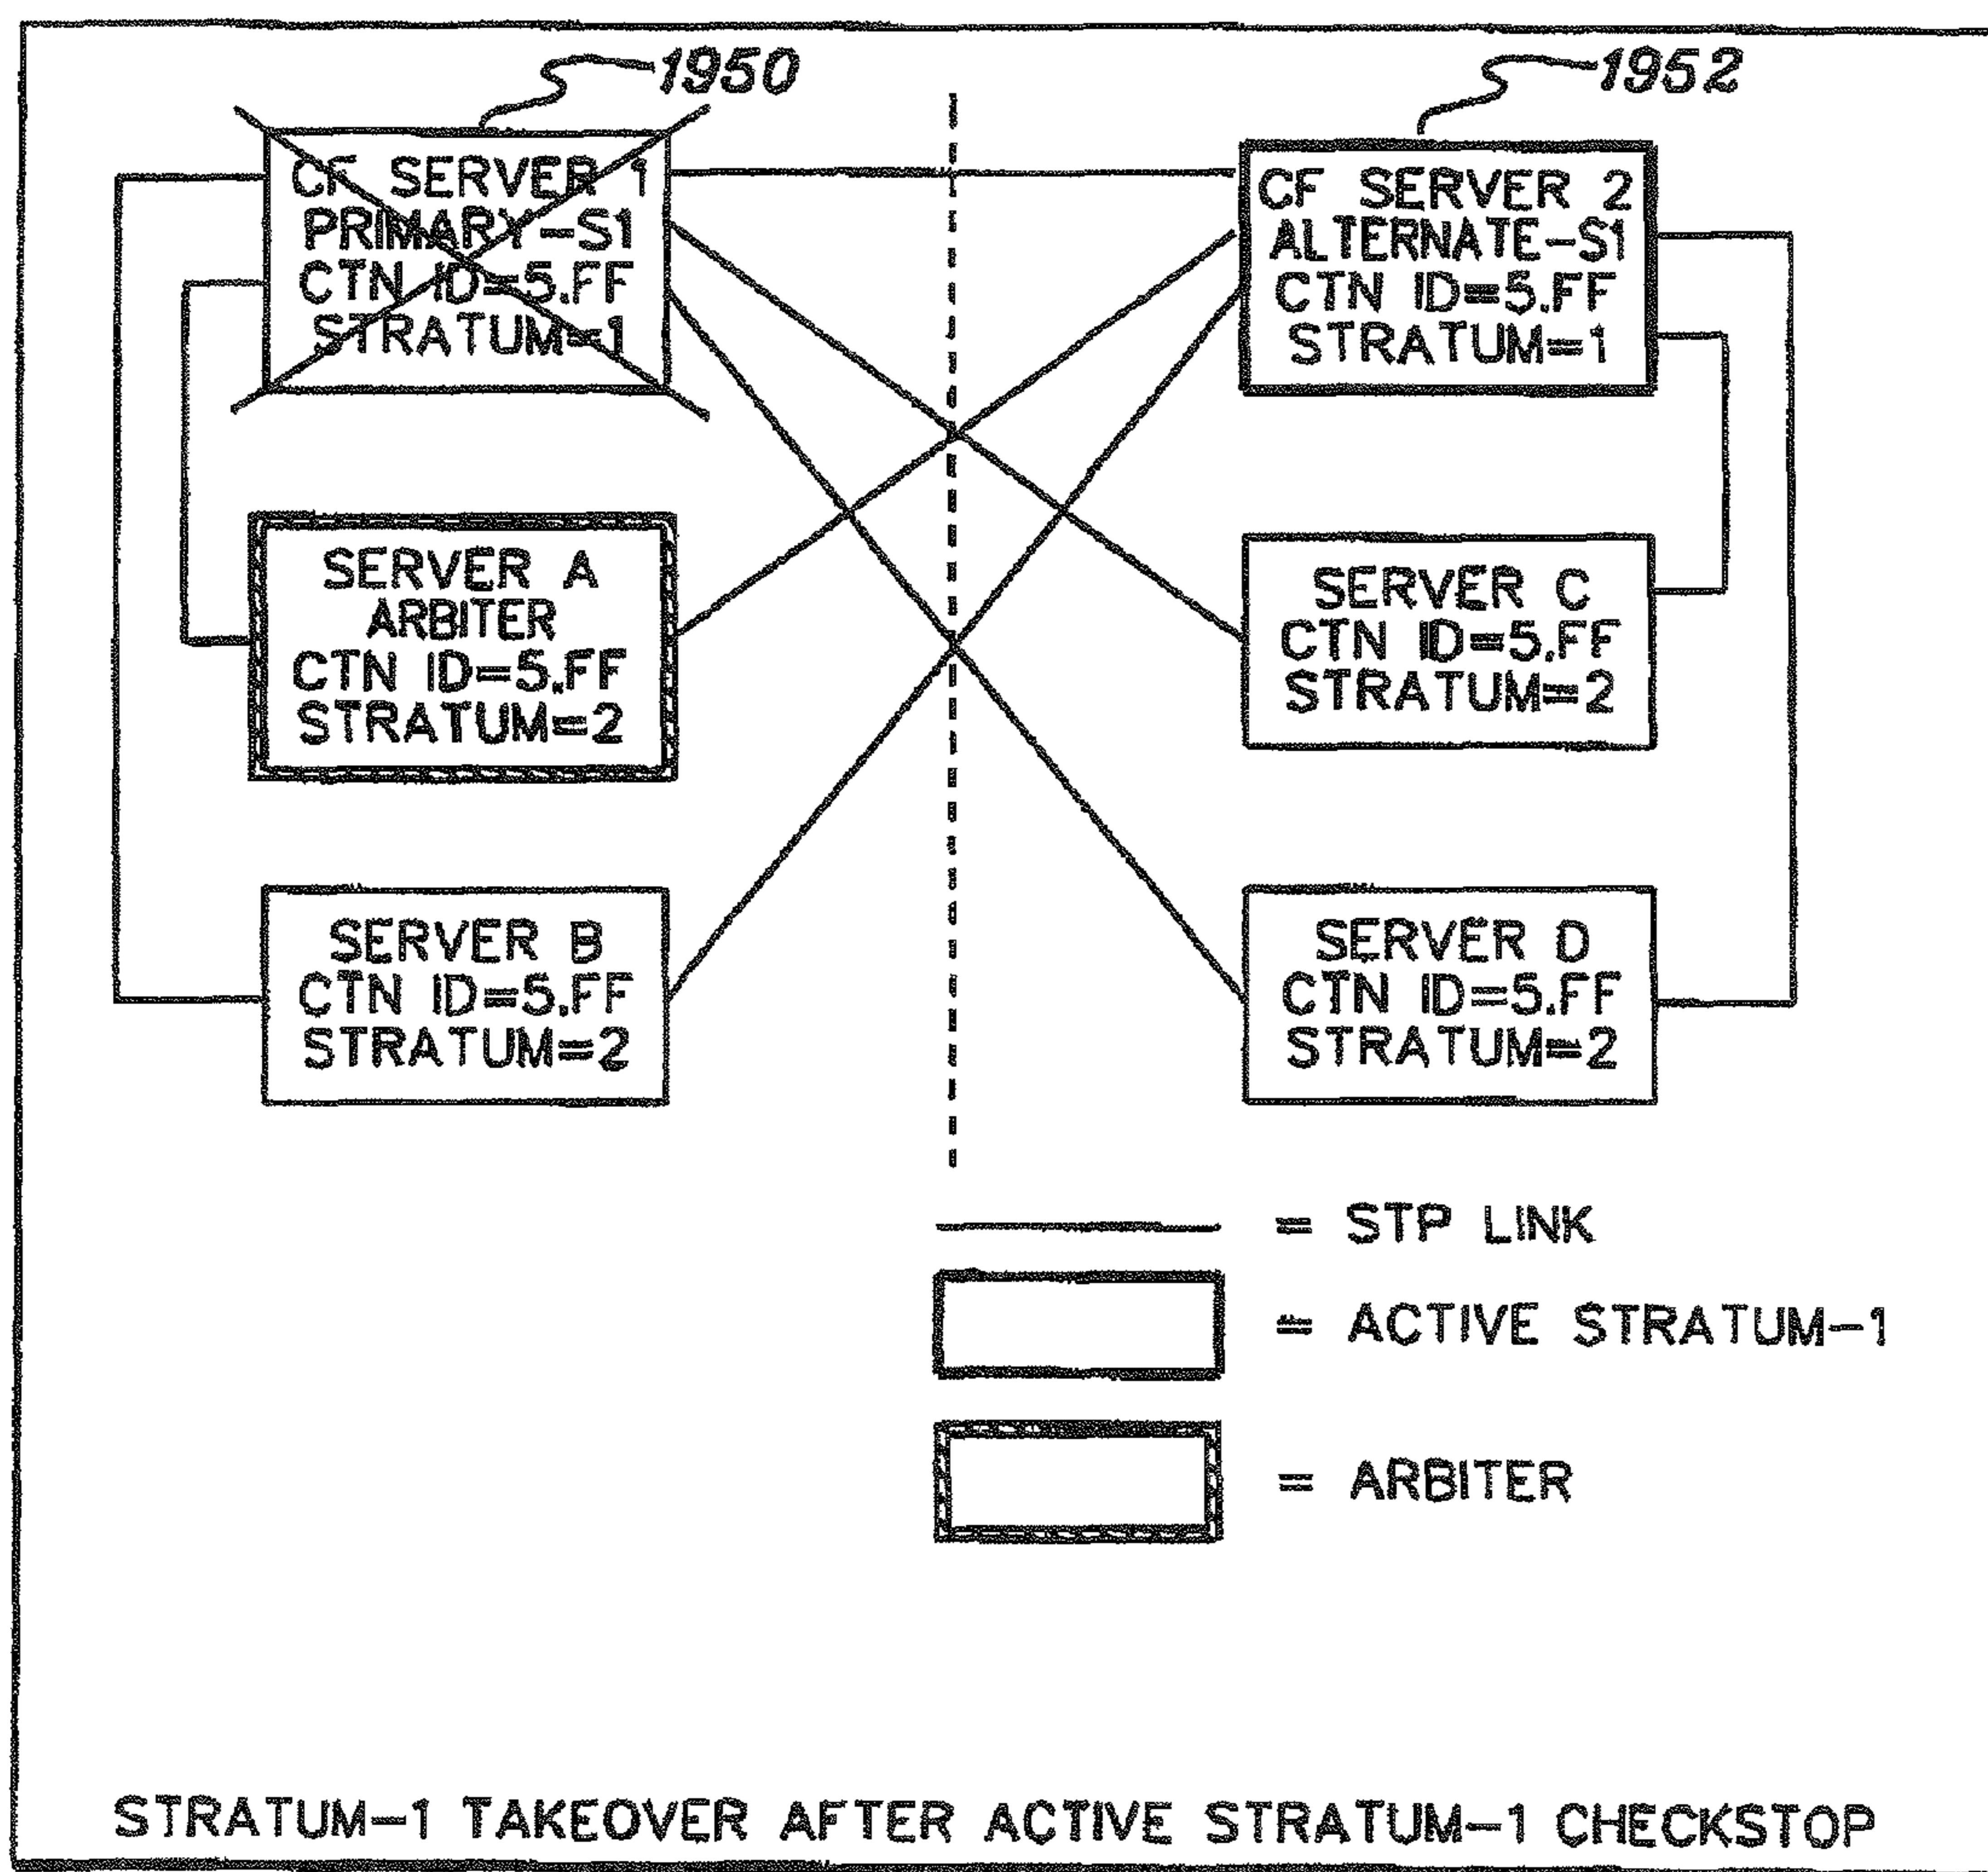 1950
CF SERVER 1
PRIMARY-S1
CTN ID=5.FF
STRATUM=1
1952
CF SERVER 2
ALTERNATE-S1
CTN ID=5.FF
STRATUM=1
SERVER A
ARBITER
CTN ID=5.FF
STRATUM=2
SERVER C
CTN ID=5.FF
STRATUM=2
SERVER B
CTN ID=5.FF
STRATUM=2
SERVER D
CTN ID=5.FF
STRATUM=2
= STP LINK
= ACTIVE STRATUM-1
= ARBITER
STRATUM-1 TAKEOVER AFTER ACTIVE STRATUM-1 CHECKSTOP